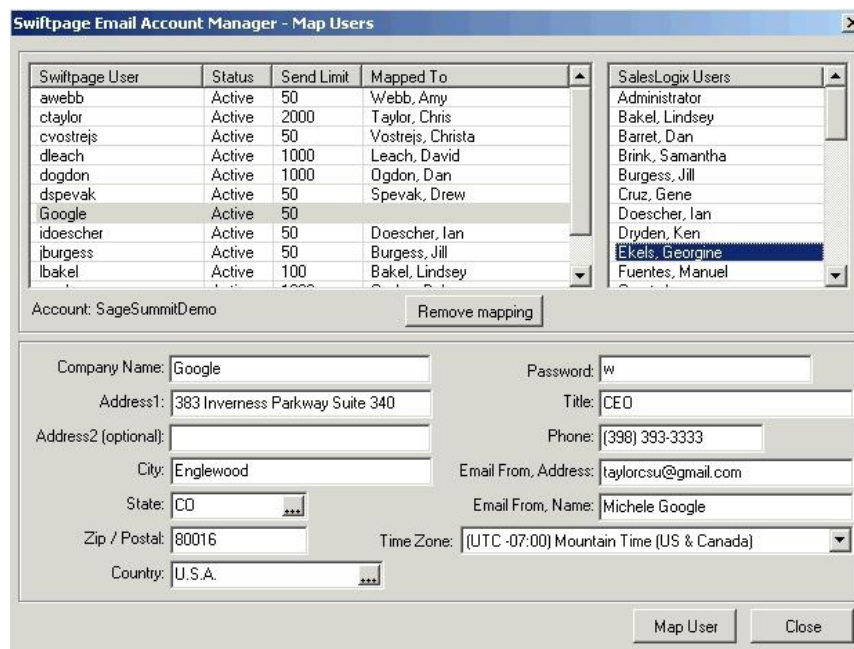 Swiftpage Email Account Manager - Map Users
Swiftpage User Status Send Limit Mapped To
awebb Active 50 Webb, Amy
ctaylor Active 2000 Taylor, Chris
cvostrejs Active 50 Vostrejs, Christa
dleach Active 1000 Leach, David
dogdon Active 1000 Ogdon, Dan
dspevak Active 50 Spevak, Drew
Google Active 50
idoescher Active 50 Doescher, Ian
jburgess Active 50 Burgess, Jill
lbakel Active 100 Bakel, Lindsey
SalesLogix Users
Administrator
Bakel, Lindsey
Barret, Dan
Brink, Samantha
Burgess, Jill
Cruz, Gene
Doescher, Ian
Dryden, Ken
Ekels, Georgine
Fuentes, Manuel
Account: SageSummitDemo
Remove mapping
Company Name: Google
Address1: 383 Inverness Parkway Suite 340
Address2 (optional):
City: Englewood
State: CO ...
Zip / Postal: 80016
Country: U.S.A. ...
Password: w
Title: CEO
Phone: (398) 393-3333
Email From, Address: taylorcsu@gmail.com
Email From, Name: Michele Google
Time Zone: (UTC -07:00) Mountain Time (US & Canada)
Map User Close